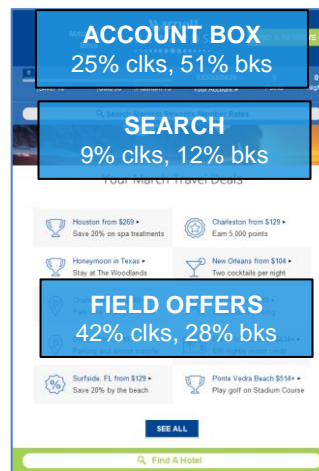 ACCOUNT BOX
25% clks, 51% bks
SEARCH
9% clks, 12% bks
Your March Travel Deals
Houston from $269 ▸
Save 20% on spa treatments
Charleston from $129 ▸
Earn 5,000 points
Honeymoon in Texas ▸
Stay at The Woodlands
New Orleans from $104 ▸
Two cocktails per night
FIELD OFFERS
42% clks, 28% bks
Surfside, FL from $129 ▸
Save 20% by the beach
Ponte Vedra Beach $514+ ▸
Play golf on Stadium Course
SEE ALL
Find A Hotel